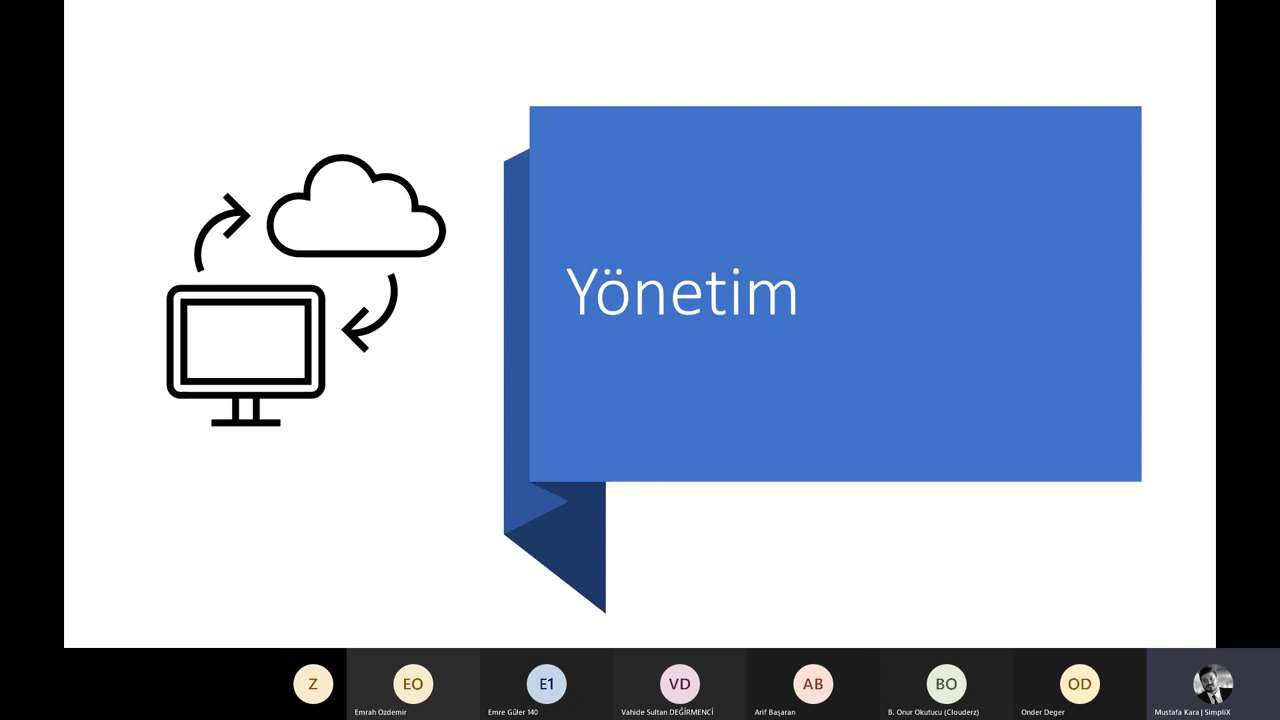 Yönetim
Z
EO
E1
VD
AB
BO
OD
Emrah Ozdemir
Emre Güler 140
Vahide Sultan DEĞİRMENCİ
Arif Başaran
B. Onur Okutucu (Clouderz)
Onder Deger
Mustafa Kara | SimpliX